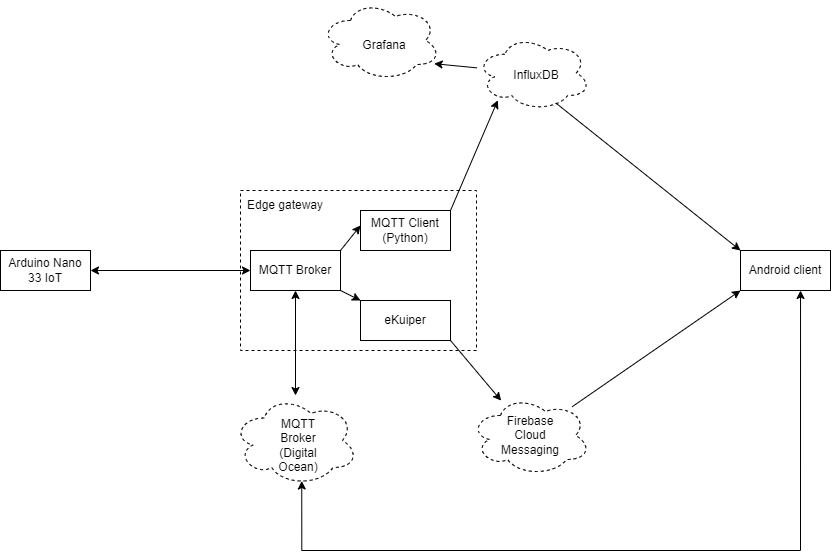 Grafana
InfluxDB
Edge gateway
MQTT Client
(Python)
Arduino Nano
33 IoT
MQTT Broker
Android client
eKuiper
MQTT
Broker
(Digital
Ocean)
Firebase
Cloud
Messaging